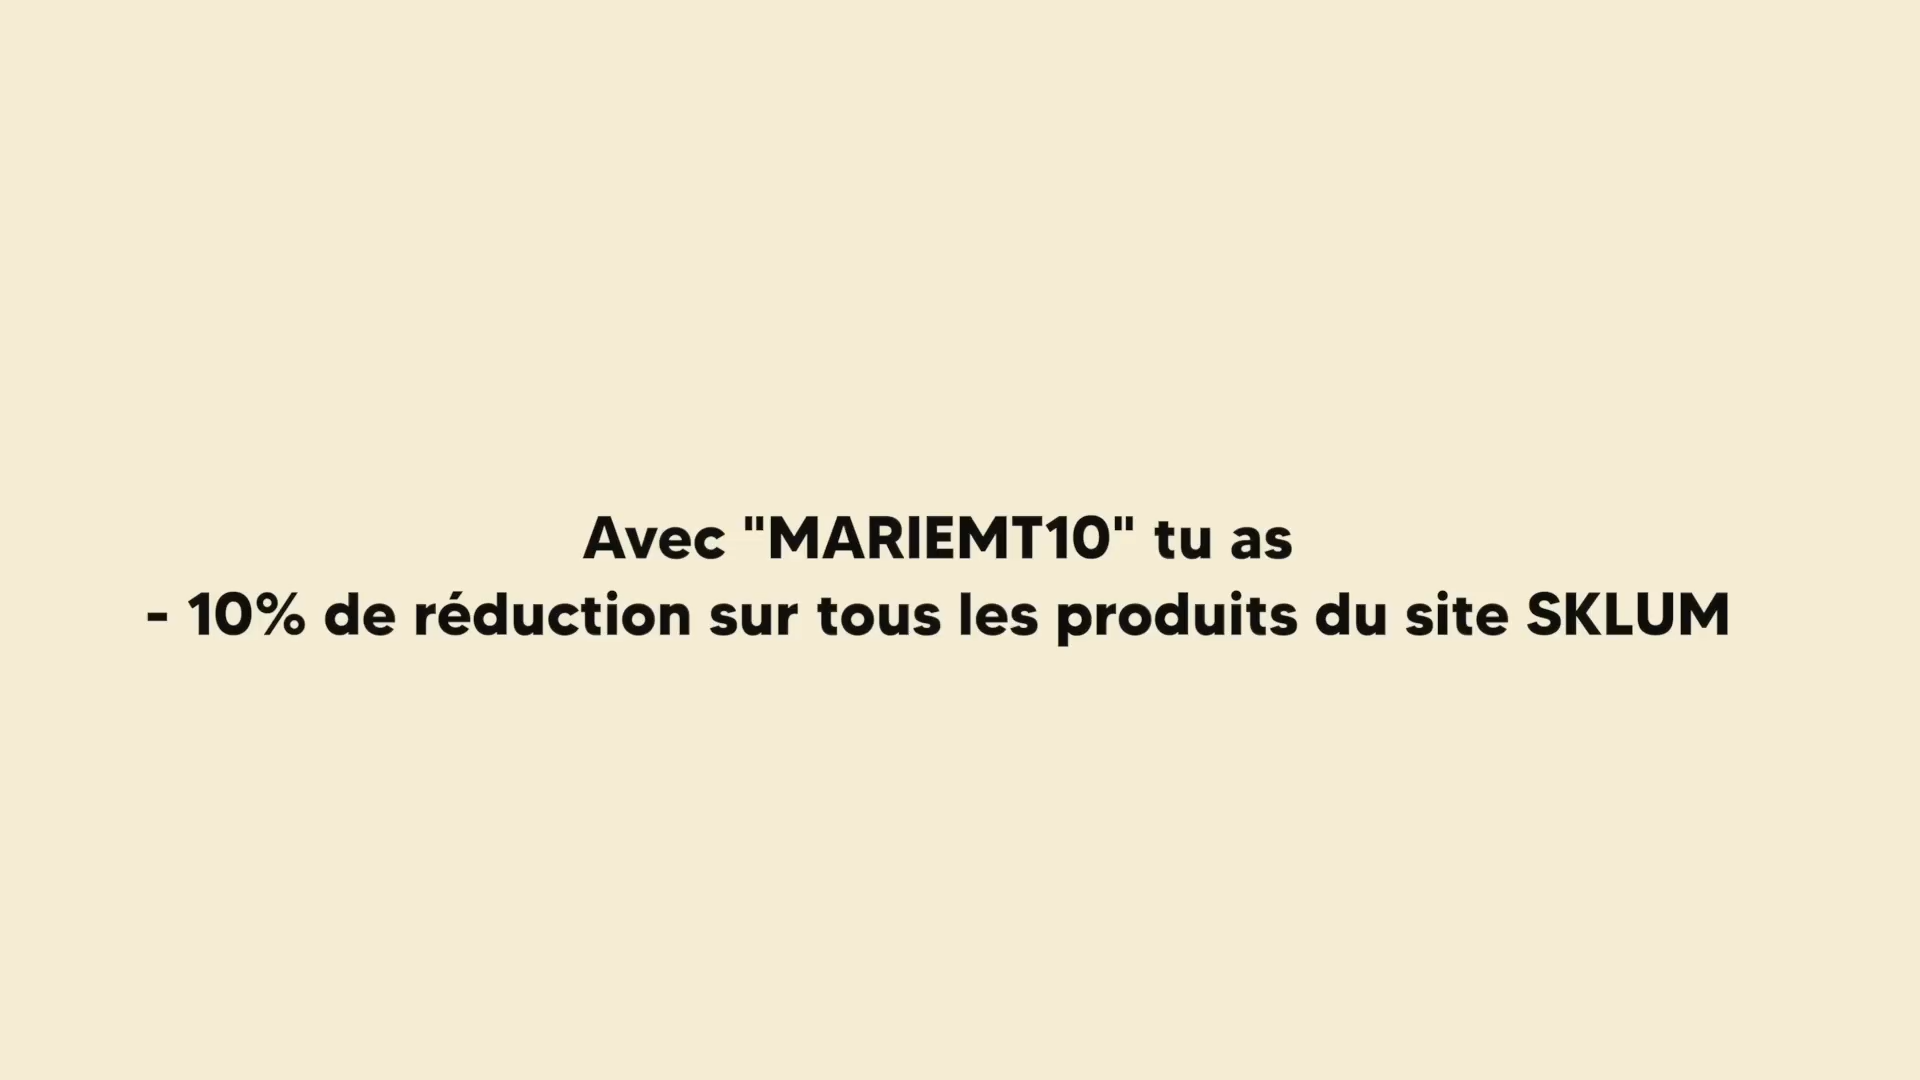 Avec "MARIEMT10" tu as
- 10% de réduction sur tous les produits du site SKLUM